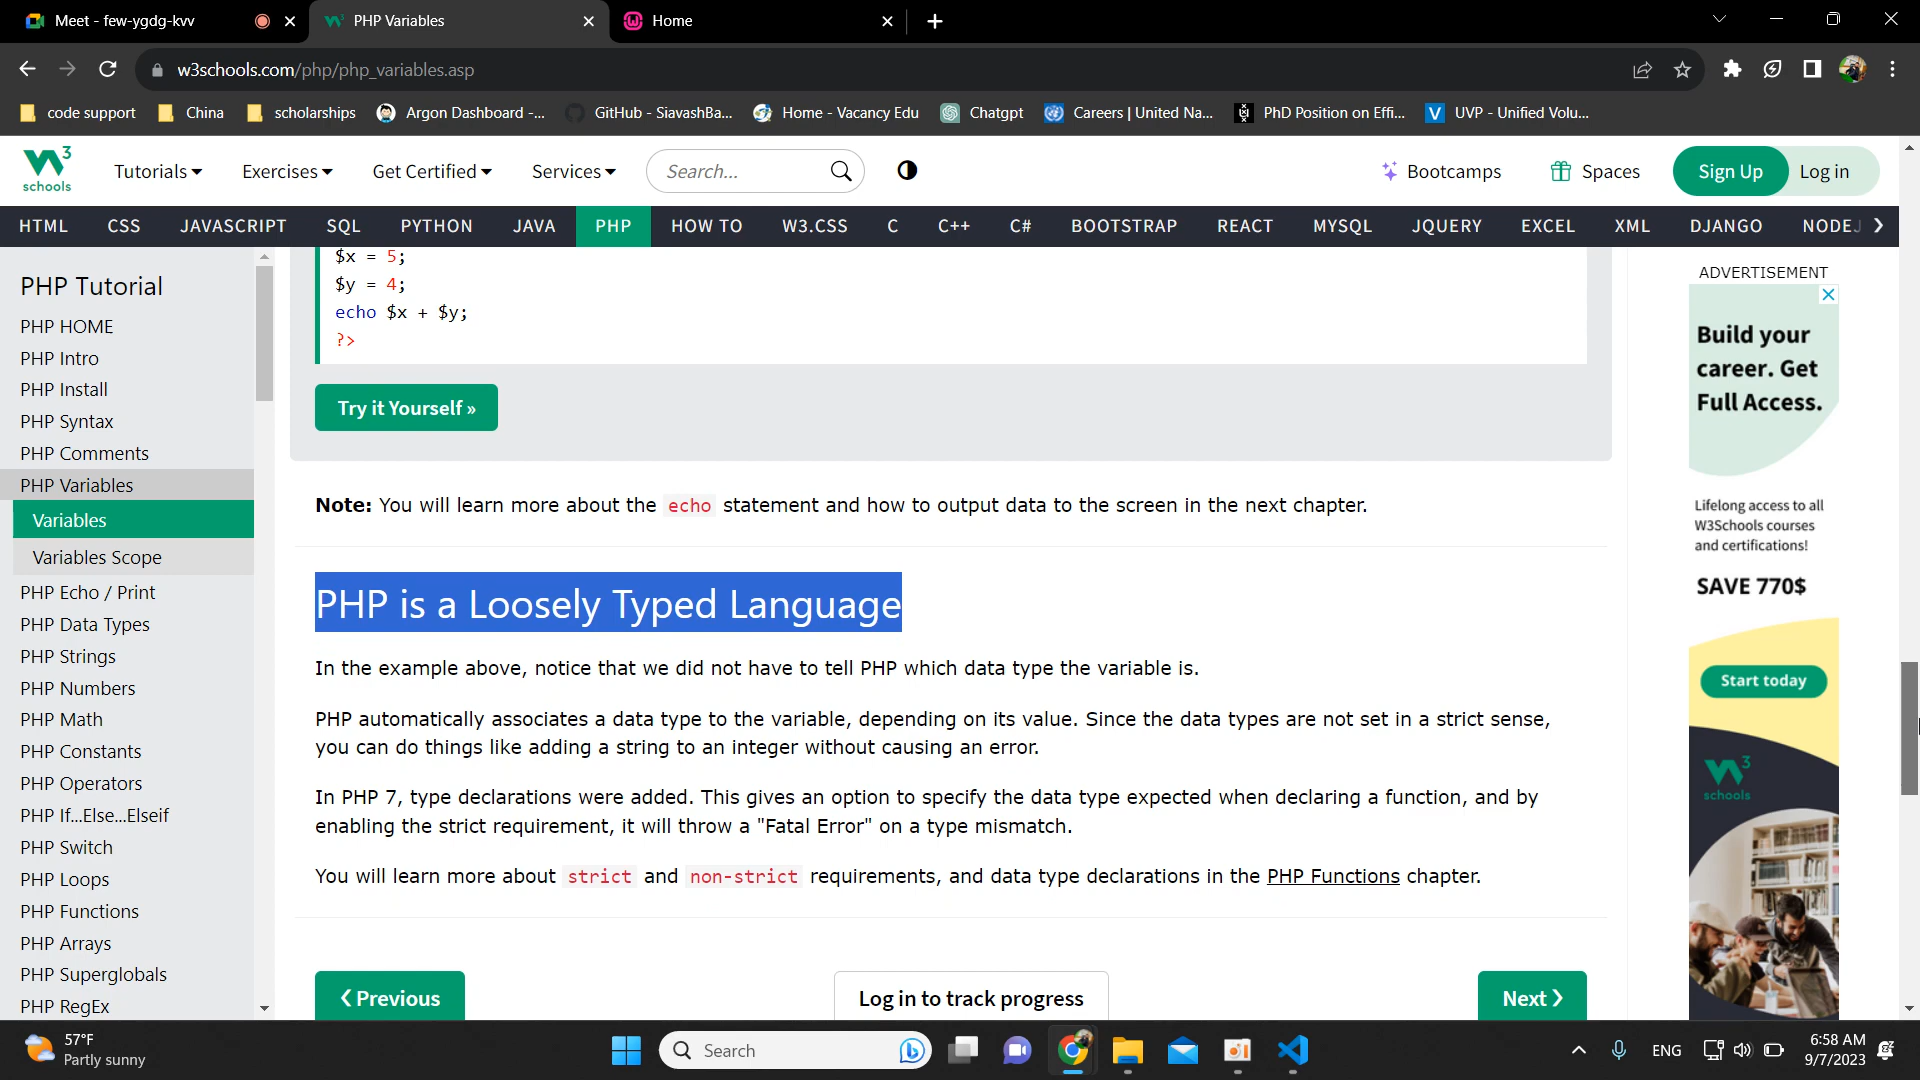 Meet - few-ygdg-kvv
PHP Variables
Home
w3schools.com/php/php_variables.asp
code support
China
scholarships
Argon Dashboard -...
GitHub - SiavashBa...
Home - Vacancy Edu
Chatgpt
Careers | United Na...
PhD Position on Effi...
UVP - Unified Volu...
W3 schools
Tutorials
Exercises
Get Certified
Services
Search...
Bootcamps
Spaces
Sign Up
Log in
HTML
CSS
JAVASCRIPT
SQL
PYTHON
JAVA
PHP
HOW TO
W3.CSS
C
C++
C#
BOOTSTRAP
REACT
MYSQL
JQUERY
EXCEL
XML
DJANGO
NODEJ
PHP Tutorial
PHP HOME
PHP Intro
PHP Install
PHP Syntax
PHP Comments
PHP Variables
Variables
Variables Scope
PHP Echo / Print
PHP Data Types
PHP Strings
PHP Numbers
PHP Math
PHP Constants
PHP Operators
PHP If...Else...Elseif
PHP Switch
PHP Loops
PHP Functions
PHP Arrays
PHP Superglobals
PHP RegEx
$x = 5;
$y = 4;
echo $x + $y;
?>
Try it Yourself »
Note: You will learn more about the echo statement and how to output data to the screen in the next chapter.
PHP is a Loosely Typed Language
In the example above, notice that we did not have to tell PHP which data type the variable is.
PHP automatically associates a data type to the variable, depending on its value. Since the data types are not set in a strict sense,
you can do things like adding a string to an integer without causing an error.
In PHP 7, type declarations were added. This gives an option to specify the data type expected when declaring a function, and by
enabling the strict requirement, it will throw a "Fatal Error" on a type mismatch.
You will learn more about strict and non-strict requirements, and data type declarations in the PHP Functions chapter.
❮ Previous
Log in to track progress
Next ❯
ADVERTISEMENT
Build your
career. Get
Full Access.
Lifelong access to all
W3Schools courses
and certifications!
SAVE 770$
Start today
W3
schools
57°F
Partly sunny
Search
ENG
6:58 AM
9/7/2023